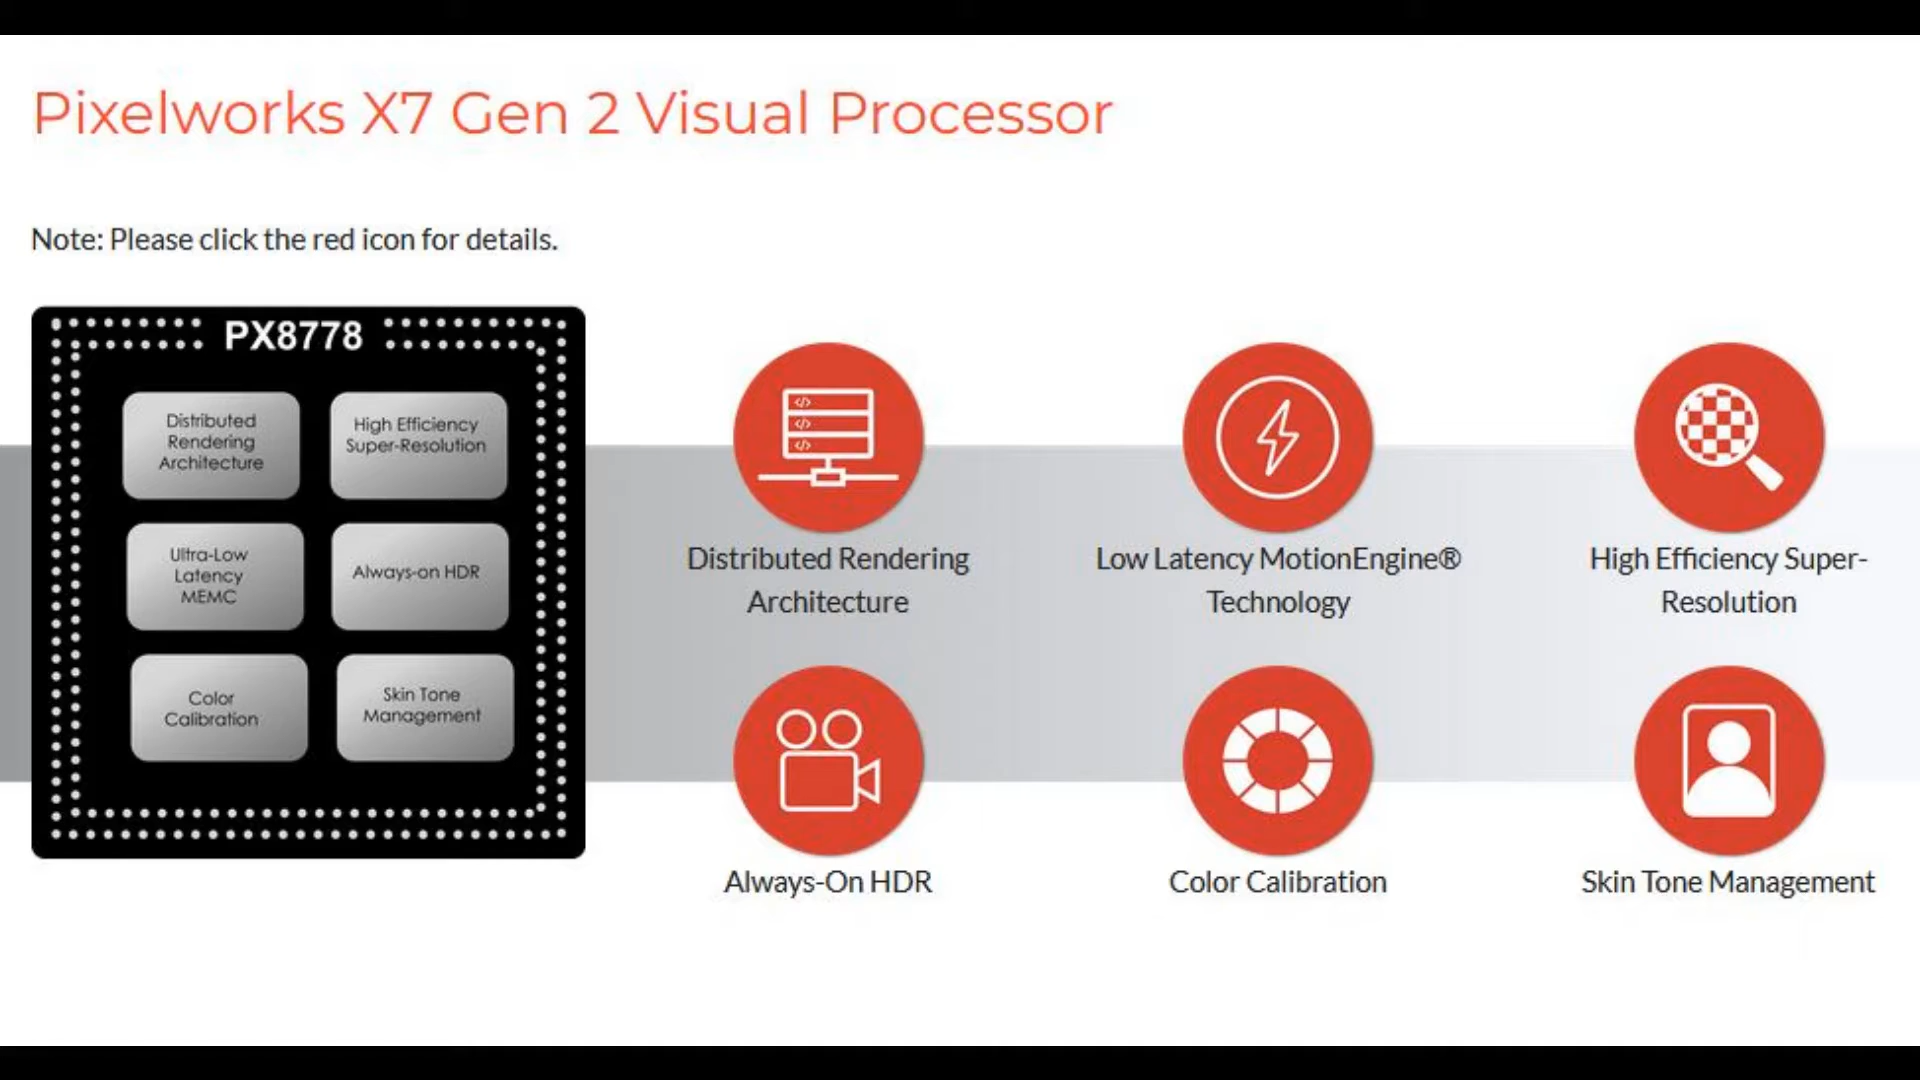 Pixelworks X7 Gen 2 Visual Processor
Note: Please click the red icon for details.
PX8778
Distributed
Rendering
Architecture
High Efficiency
Super-Resolution
Ultra-Low
Latency
MEMC
Always-on HDR
Color
Calibration
Skin Tone
Management
</>
</>
</>
Distributed Rendering
Architecture
Low Latency MotionEngine®
Technology
High Efficiency Super-
Resolution
Always-On HDR
Color Calibration
Skin Tone Management